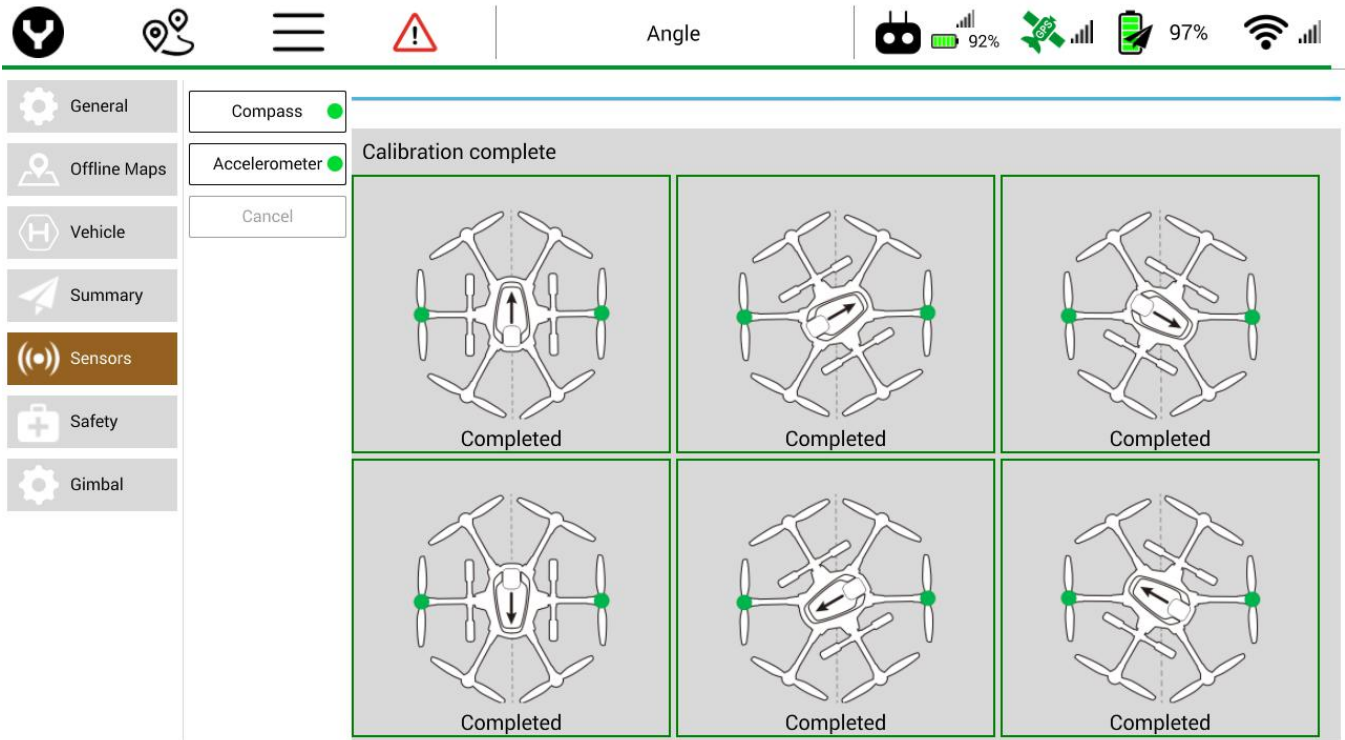 Angle
92%
GPS
97%
General
Offline Maps
Vehicle
Summary
Sensors
Safety
Gimbal
Compass
Accelerometer
Cancel
Calibration complete
Completed
Completed
Completed
Completed
Completed
Completed